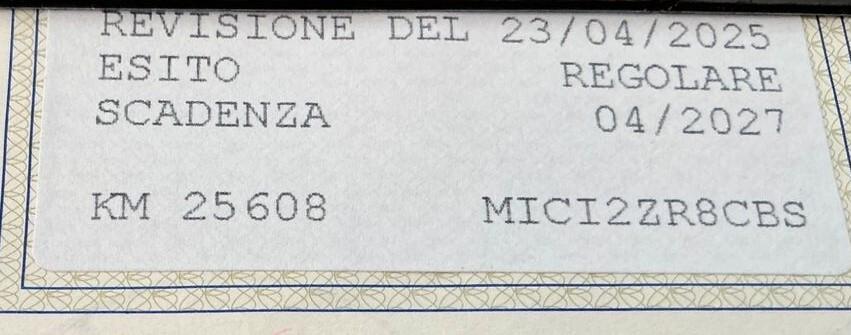 REVISIONE DEL 23/04/2025
ESITO REGOLARE
SCADENZA 04/2027
KM 25608 MICI2ZR8CBS